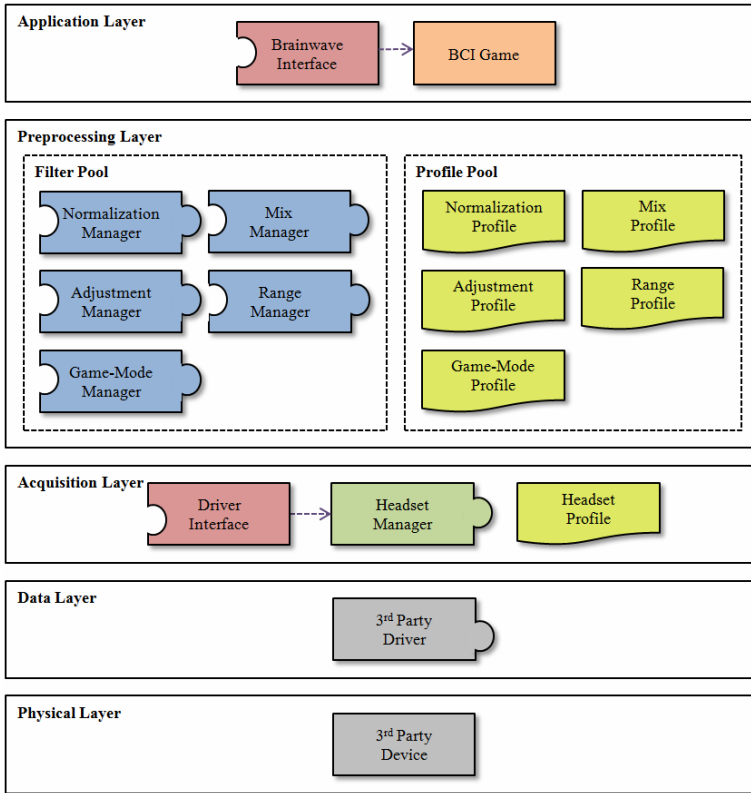 Application Layer
Brainwave
Interface
BCI Game
Preprocessing Layer
Filter Pool
Normalization
Manager
Mix
Manager
Adjustment
Manager
Range
Manager
Game-Mode
Manager
Profile Pool
Normalization
Profile
Mix
Profile
Adjustment
Profile
Range
Profile
Game-Mode
Profile
Acquisition Layer
Driver
Interface
Headset
Manager
Headset
Profile
Data Layer
3rd Party
Driver
Physical Layer
3rd Party
Device